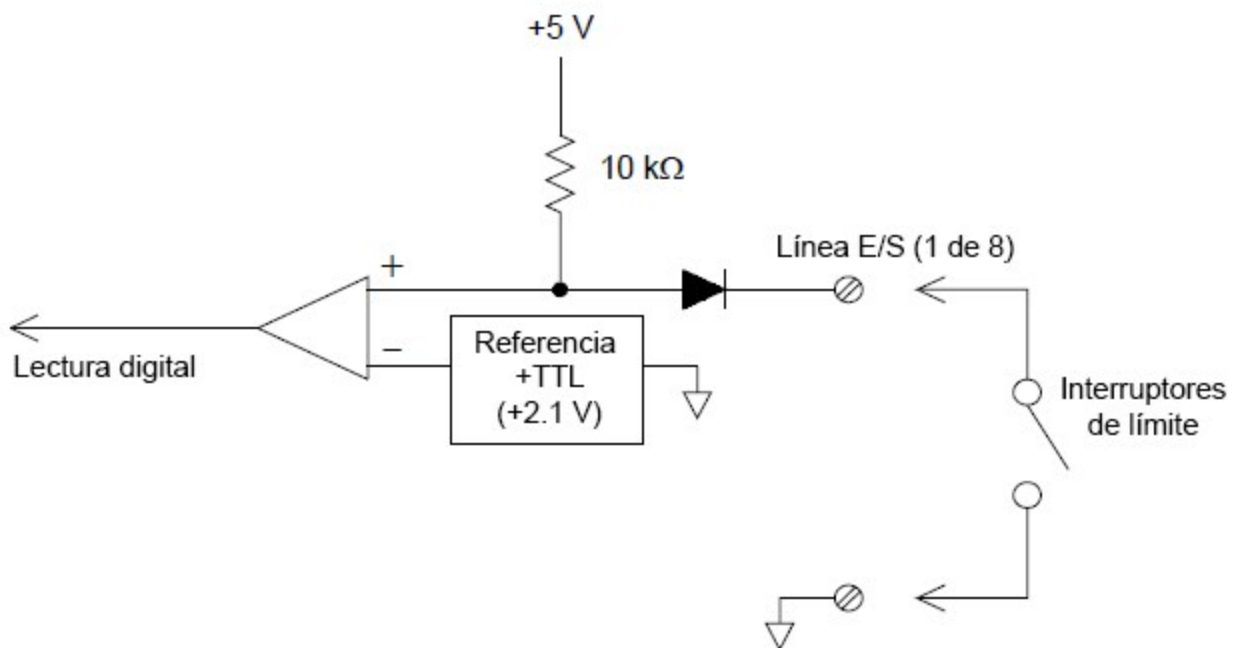 +5 V
10 kΩ
Línea E/S (1 de 8)
+
−
Referencia
+TTL
(+2.1 V)
Lectura digital
Interruptores
de límite